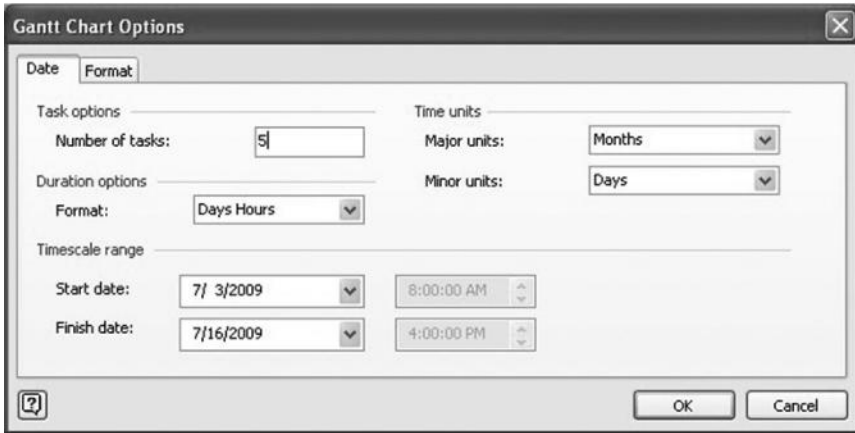 Gantt Chart Options
Date Format
Task options
Number of tasks: 5
Time units
Major units: Months
Minor units: Days
Duration options
Format: Days Hours
Timescale range
Start date: 7/ 3/2009 8:00:00 AM
Finish date: 7/16/2009 4:00:00 PM
OK Cancel